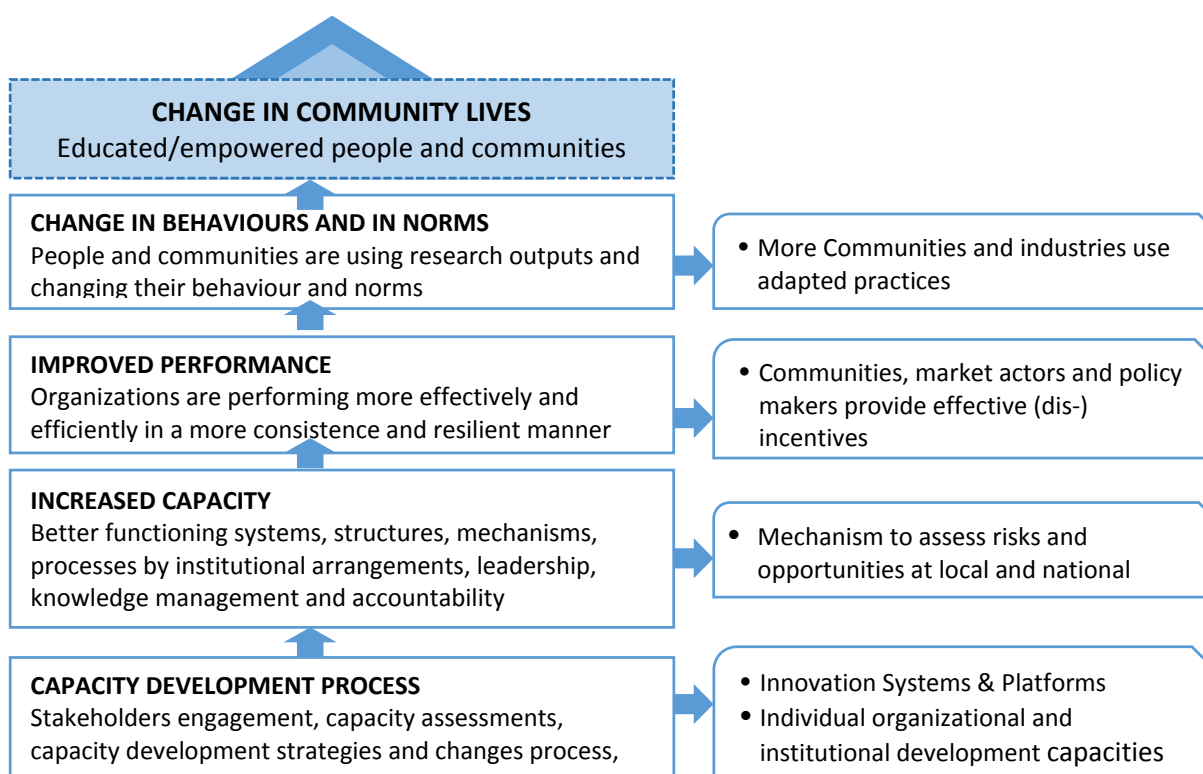 CHANGE IN COMMUNITY LIVES
Educated/empowered people and communities
CHANGE IN BEHAVIOURS AND IN NORMS
People and communities are using research outputs and
changing their behaviour and norms
• More Communities and industries use
adapted practices
IMPROVED PERFORMANCE
Organizations are performing more effectively and
efficiently in a more consistence and resilient manner
• Communities, market actors and policy
makers provide effective (dis-)
incentives
INCREASED CAPACITY
Better functioning systems, structures, mechanisms,
processes by institutional arrangements, leadership,
knowledge management and accountability
• Mechanism to assess risks and
opportunities at local and national
CAPACITY DEVELOPMENT PROCESS
Stakeholders engagement, capacity assessments,
capacity development strategies and changes process,
• Innovation Systems & Platforms
• Individual organizational and
institutional development capacities